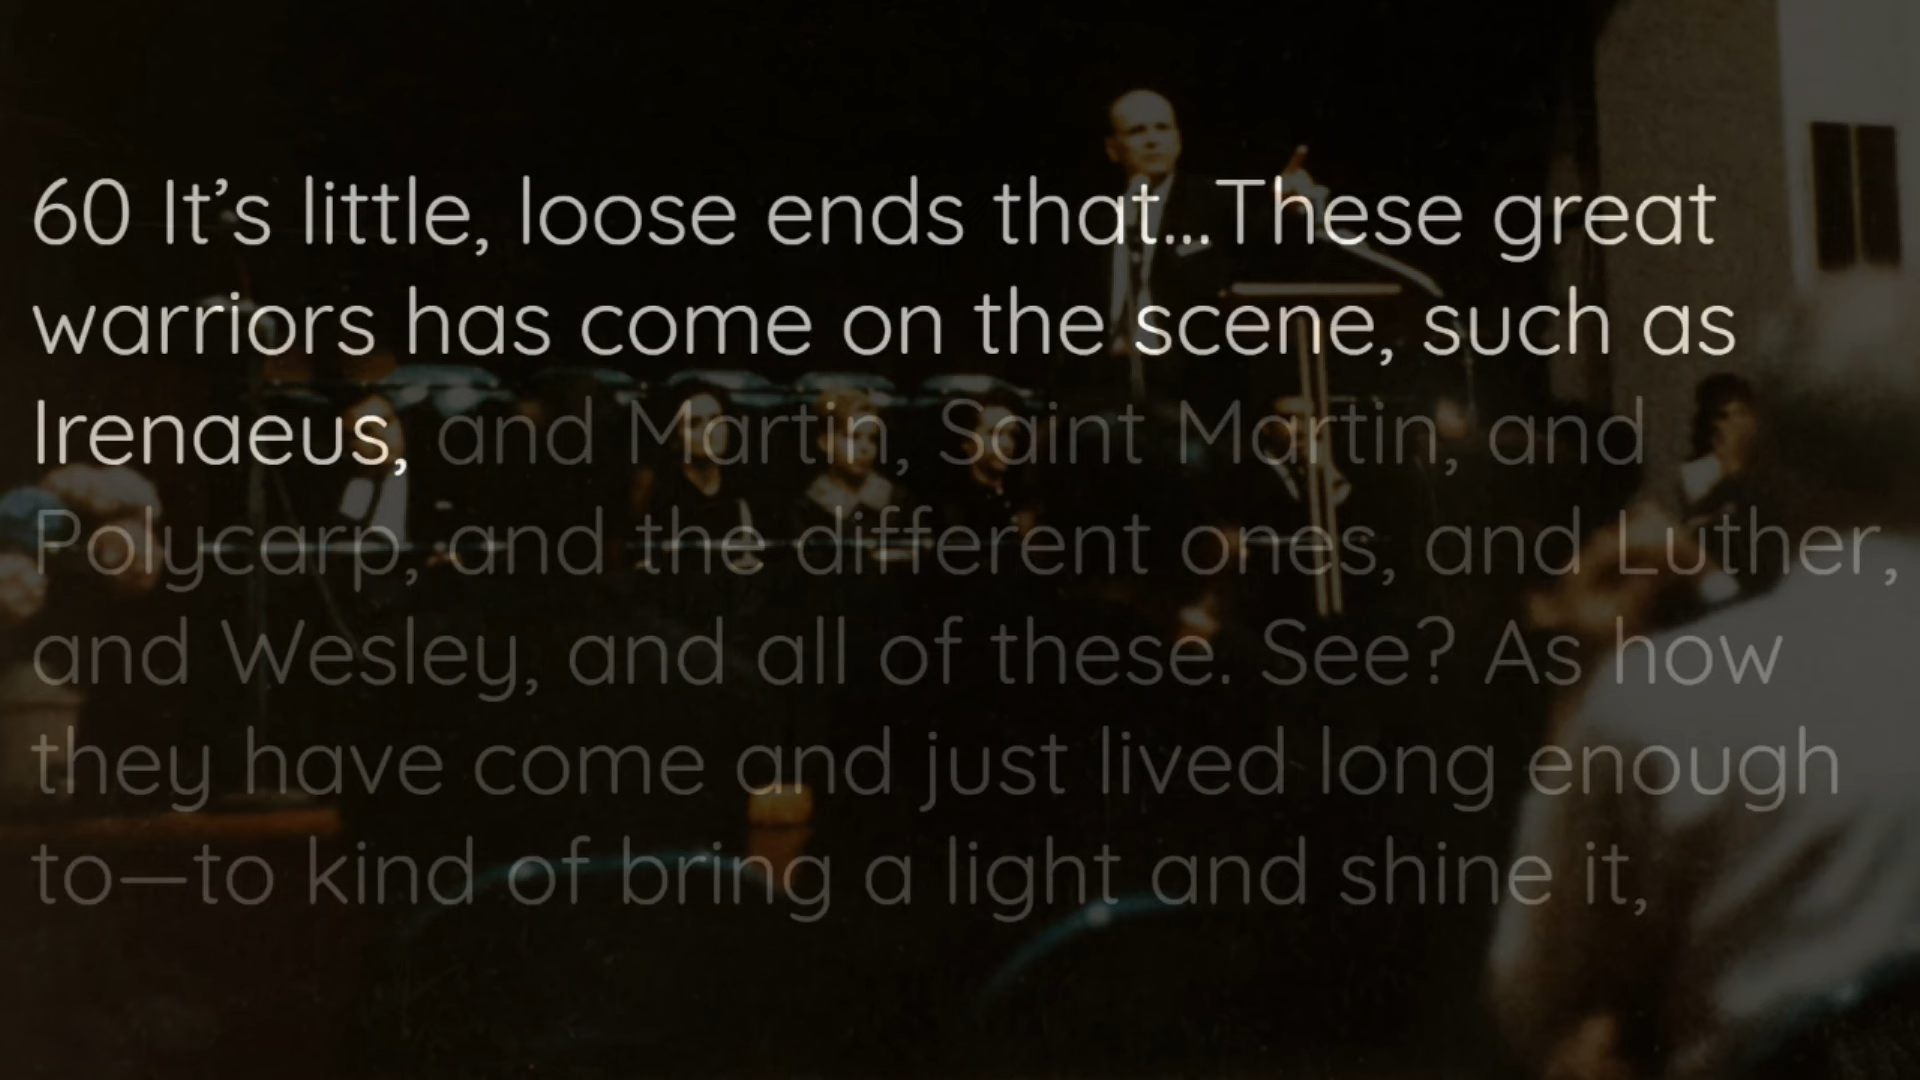 60 It’s little, loose ends that...These great
warriors has come on the scene, such as
Irenaeus, and Martin, Saint Martin, and
Polycarp, and the different ones, and Luther,
and Wesley, and all of these. See? As how
they have come and just lived long enough
to—to kind of bring a light and shine it,